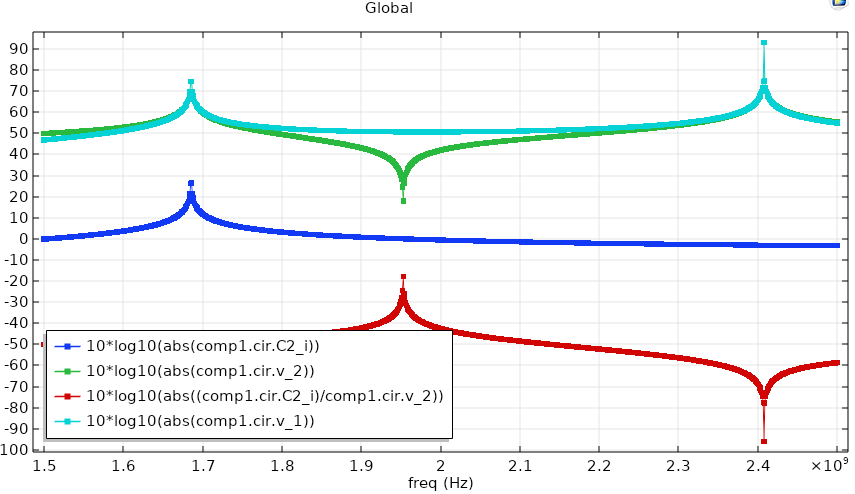 Global
90
80
70
60
50
40
30
20
10
0
-10
-20
-30
-40
-50
-60
-70
-80
-90
100
10*log10(abs(comp1.cir.C2_i))
10*log10(abs(comp1.cir.v_2))
10*log10(abs((comp1.cir.C2_i)/comp1.cir.v_2))
10*log10(abs(comp1.cir.v_1))
1.5 1.6 1.7 1.8 1.9 2 2.1 2.2 2.3 2.4 ×10⁹
freq (Hz)